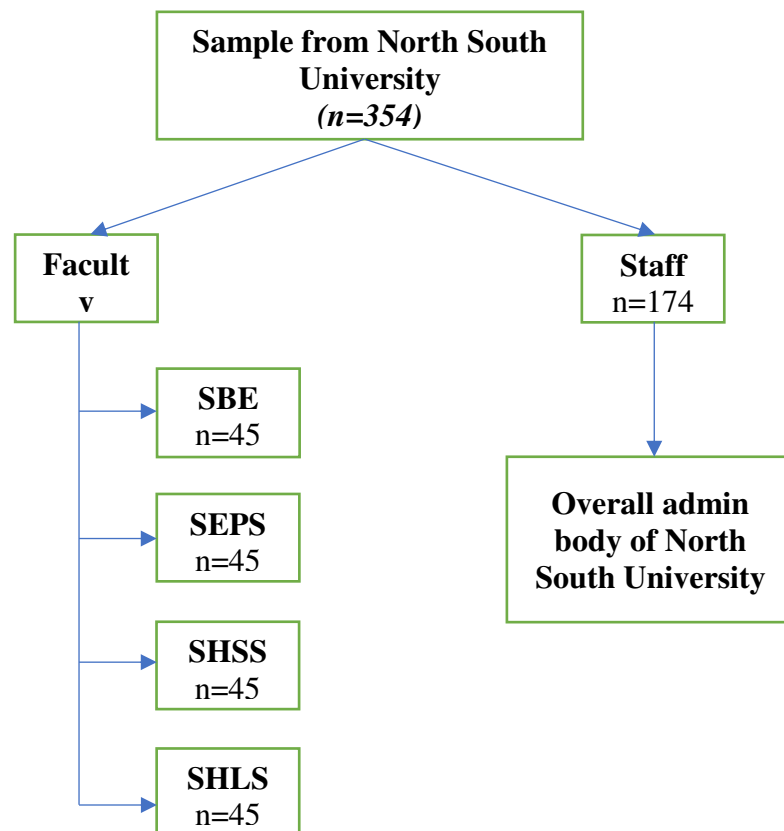 Sample from North South
University
(n=354)
Facult
v
Staff
n=174
SBE
n=45
SEPS
n=45
SHSS
n=45
SHLS
n=45
Overall admin
body of North
South University